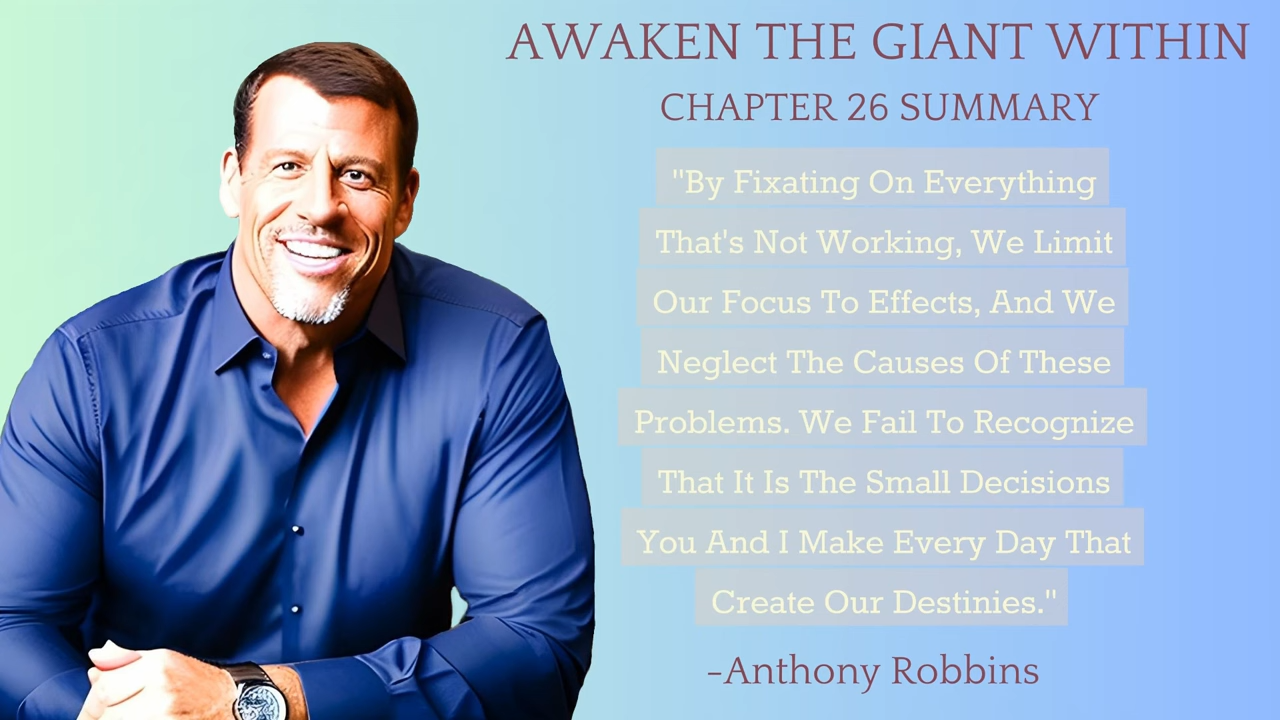 AWAKEN THE GIANT WITHIN
CHAPTER 26 SUMMARY
"By Fixating On Everything
That's Not Working, We Limit
Our Focus To Effects, And We
Neglect The Causes Of These
Problems. We Fail To Recognize
That It Is The Small Decisions
You And I Make Every Day That
Create Our Destinies."
-Anthony Robbins